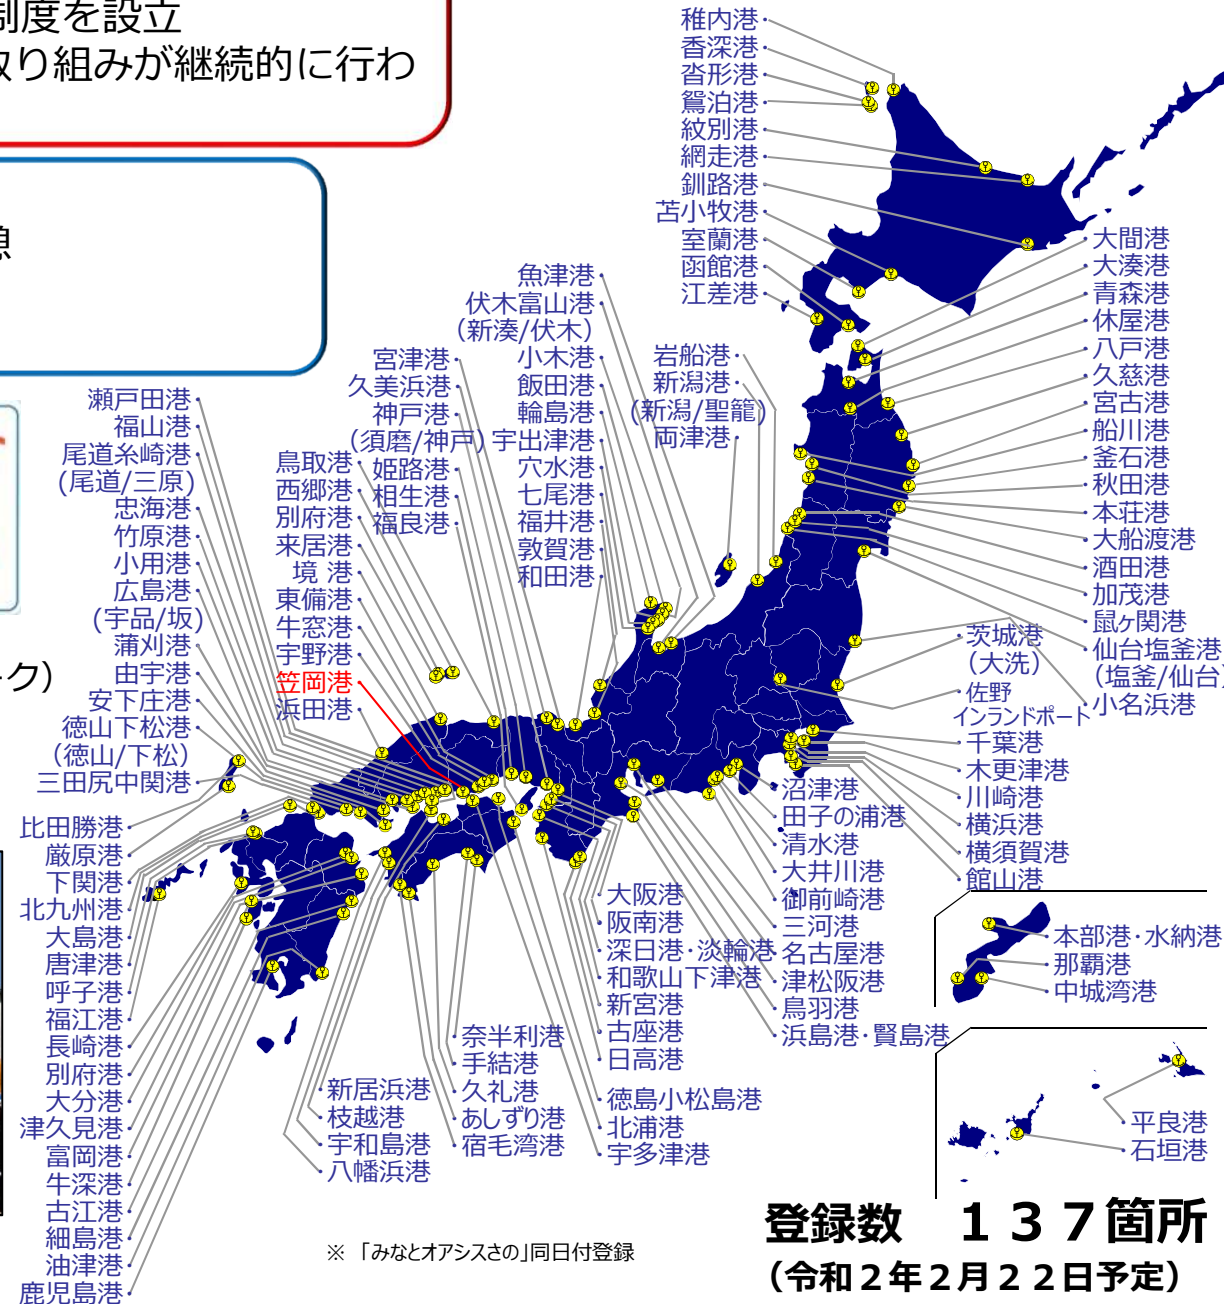 制度を設立
取り組みが継続的に行わ
憩
ーク）
稚内港
香深港
沓形港
鴛泊港
紋別港
網走港
釧路港
苫小牧港
室蘭港
函館港
江差港
大間港
大湊港
青森港
休屋港
八戸港
久慈港
宮古港
船川港
釜石港
秋田港
本荘港
大船渡港
酒田港
加茂港
鼠ヶ関港
仙台塩釜港
(塩釜/仙台)
小名浜港
魚津港
伏木富山港
（新湊/伏木）
小木港
飯田港
輪島港
宇出津港
穴水港
七尾港
福井港
敦賀港
和田港
岩船港
新潟港
(新潟/聖籠)
両津港
宮津港
久美浜港
神戸港
(須磨/神戸)
姫路港
相生港
福良港
鳥取港
西郷港
別府港
来居港
境 港
東備港
牛窓港
宇野港
笠岡港
浜田港
瀬戸田港
福山港
尾道糸崎港
(尾道/三原)
忠海港
竹原港
小用港
広島港
(宇品/坂)
蒲刈港
由宇港
安下庄港
徳山下松港
(徳山/下松)
三田尻中関港
比田勝港
厳原港
下関港
北九州港
大島港
唐津港
呼子港
福江港
長崎港
別府港
大分港
津久見港
富岡港
牛深港
古江港
細島港
油津港
鹿児島港
新居浜港
枝越港
宇和島港
八幡浜港
奈半利港
手結港
久礼港
あしずり港
宿毛湾港
大阪港
阪南港
深日港・淡輪港
和歌山下津港
新宮港
古座港
日高港
徳島小松島港
北浦港
宇多津港
茨城港
（大洗）
佐野
インランドポート
千葉港
木更津港
川崎港
横浜港
横須賀港
館山港
沼津港
田子の浦港
清水港
大井川港
御前崎港
三河港
名古屋港
津松阪港
鳥羽港
浜島港・賢島港
本部港・水納港
那覇港
中城湾港
平良港
石垣港
登録数　１３７箇所
（令和２年２月２２日予定）
※ 「みなとオアシスさの」同日付登録